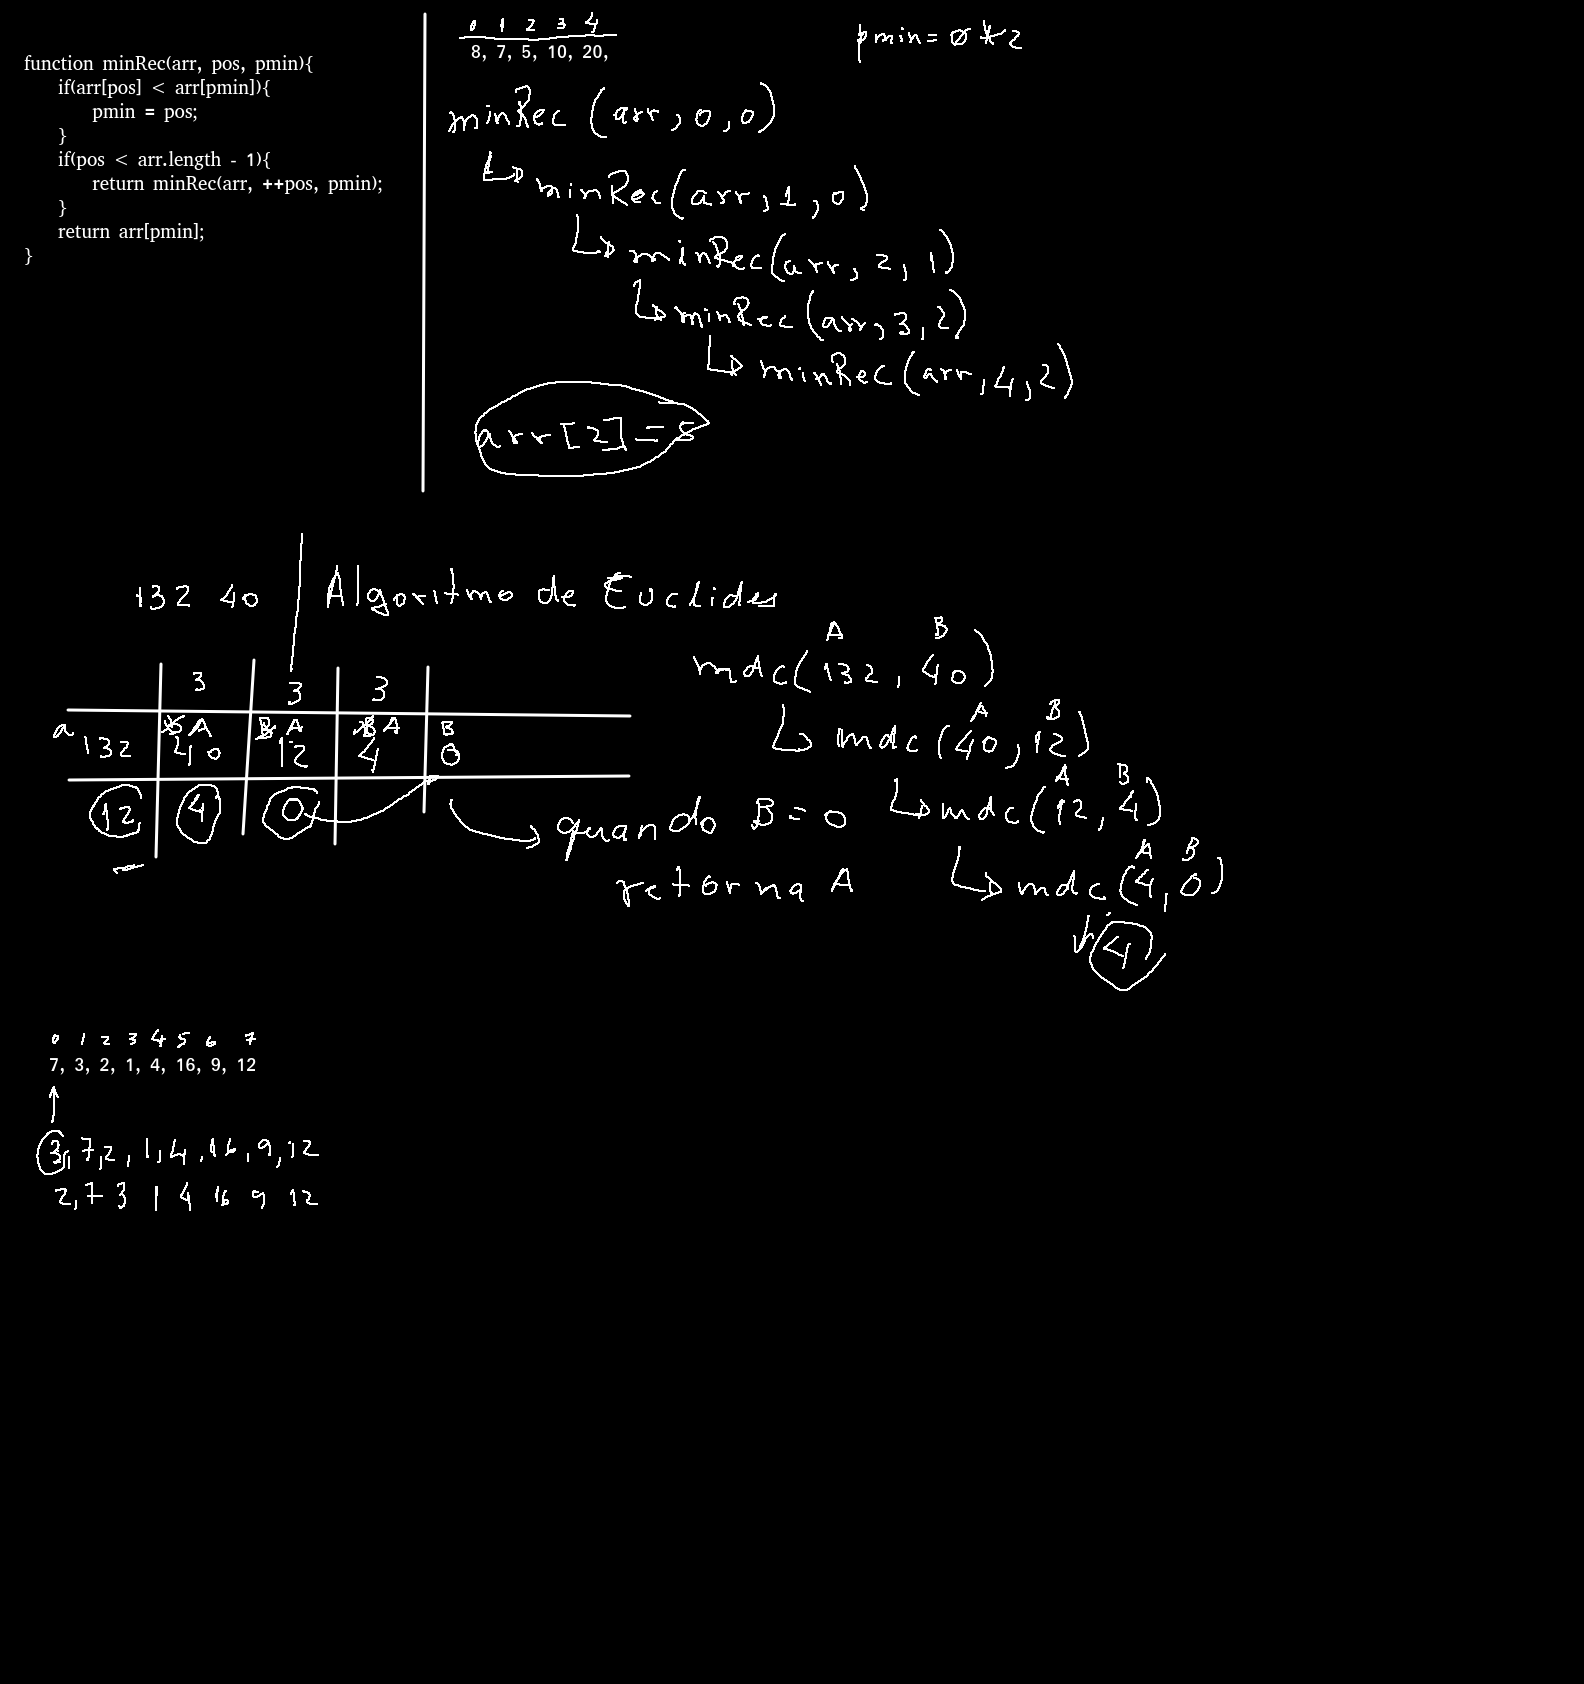 function minRec(arr, pos, pmin){
if(arr[pos] < arr[pmin]){
pmin = pos;
}
if(pos < arr.length - 1){
return minRec(arr, ++pos, pmin);
}
return arr[pmin];
}
0 1 2 3 4
8, 7, 5, 10, 20,
pmin = 0 1 2
minRec (arr, 0, 0)
minRec(arr, 1, 0)
minRec(arr, 2, 1)
minRec (arr, 3, 2)
minRec (arr, 4, 2)
arr[2] = 5
132 40
Algoritmo de Euclides
3 3 3
a B A B A B A B
132 40 12 4 0
12 4 0
quando B = 0
retorna A
A B
mdc(132, 40)
A B
mdc (40, 12)
A B
mdc(12, 4)
A B
mdc(4, 0)
4
0 1 2 3 4 5 6 7
7, 3, 2, 1, 4, 16, 9, 12
3, 7, 2, 1, 4, 16, 9, 12
2, 7 3 1 4 16 9 12